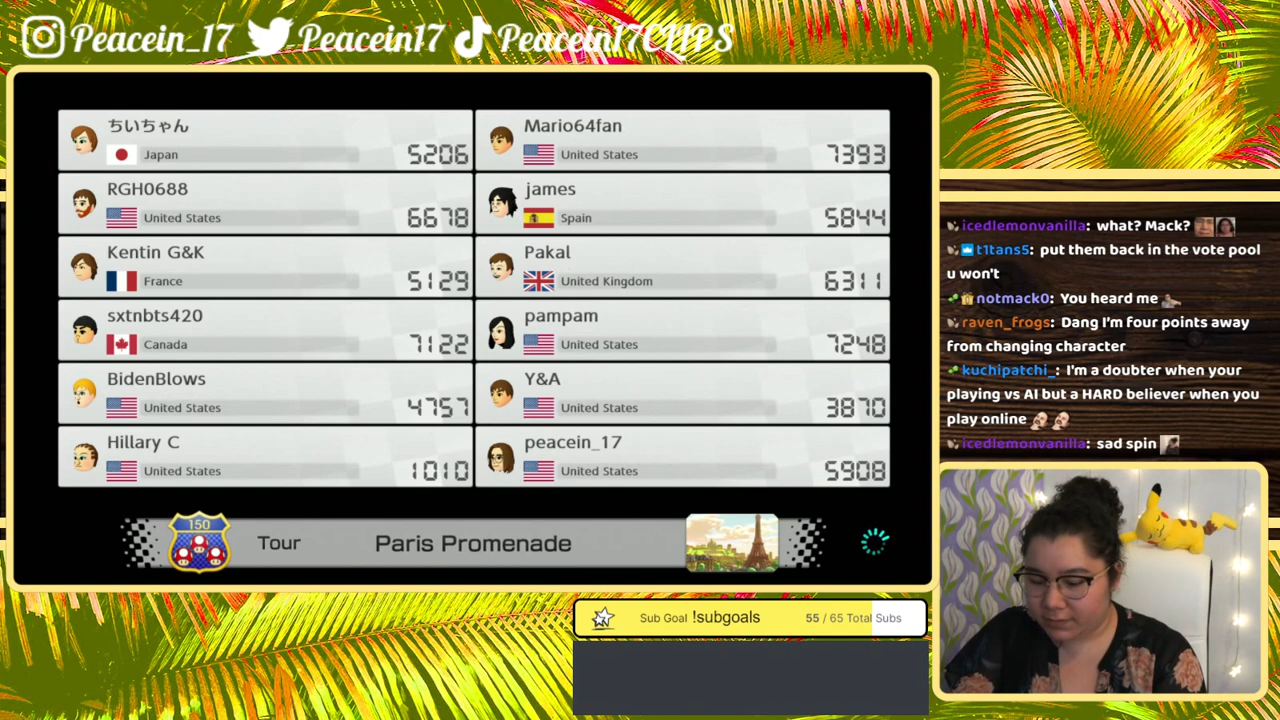 Peacein_17 Peacein17 Peacein17CLIPS
ちいちゃん
Japan 5206
Mario64fan
United States 7393
RGH0688
United States 6678
james
Spain 5844
Kentin G&K
France 5129
Pakal
United Kingdom 6311
sxtnbts420
Canada 7122
pampam
United States 7248
BidenBlows
United States 4757
Y&A
United States 3870
Hillary C
United States 1010
peacein_17
United States 5908
150
Tour Paris Promenade
icedlemonvanilla: what? Mack?
t1tans5: put them back in the vote pool
u won't
notmack0: You heard me
raven_frogs: Dang I'm four points away
from changing character
kuchipatchi_: I'm a doubter when your
playing vs AI but a HARD believer when you
play online
icedlemonvanilla: sad spin
Sub Goal !subgoals 55 / 65 Total Subs